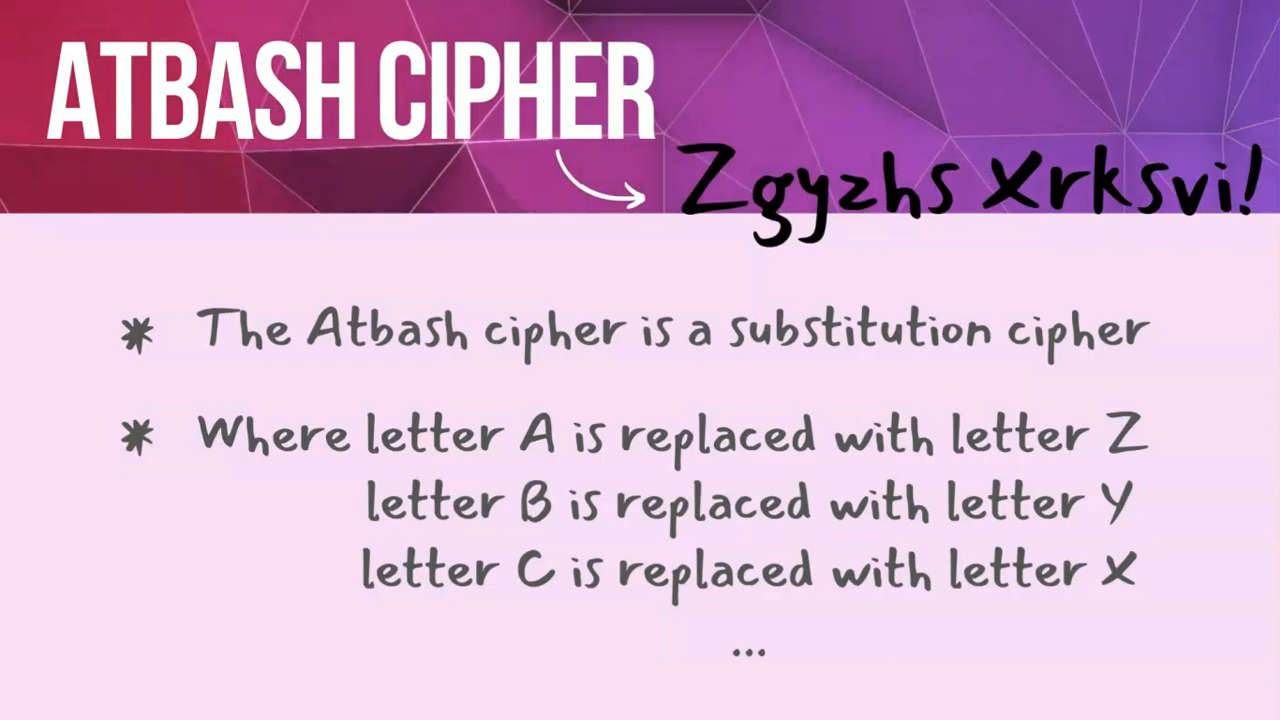 ATBASH CIPHER
Zgyzhs Xrksvi!
* The Atbash cipher is a substitution cipher
* Where letter A is replaced with letter Z
letter B is replaced with letter Y
letter C is replaced with letter X
...